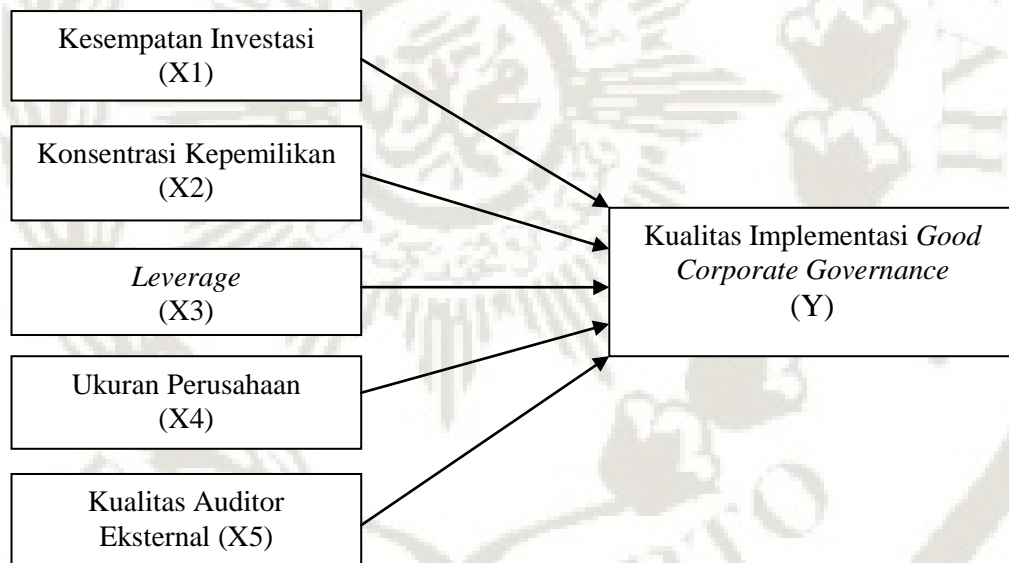 Kesempatan Investasi
(X1)
Konsentrasi Kepemilikan
(X2)
Leverage
(X3)
Ukuran Perusahaan
(X4)
Kualitas Auditor
Eksternal (X5)
Kualitas Implementasi Good
Corporate Governance
(Y)